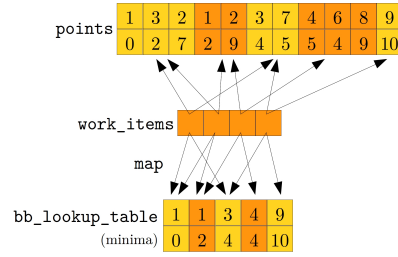 1 3 2 1 2 3 7 4 6 8 9
points
0 2 7 2 9 4 5 5 4 9 10
work_items
map
bb_lookup_table 1 1 3 4 9
(minima) 0 2 4 4 10